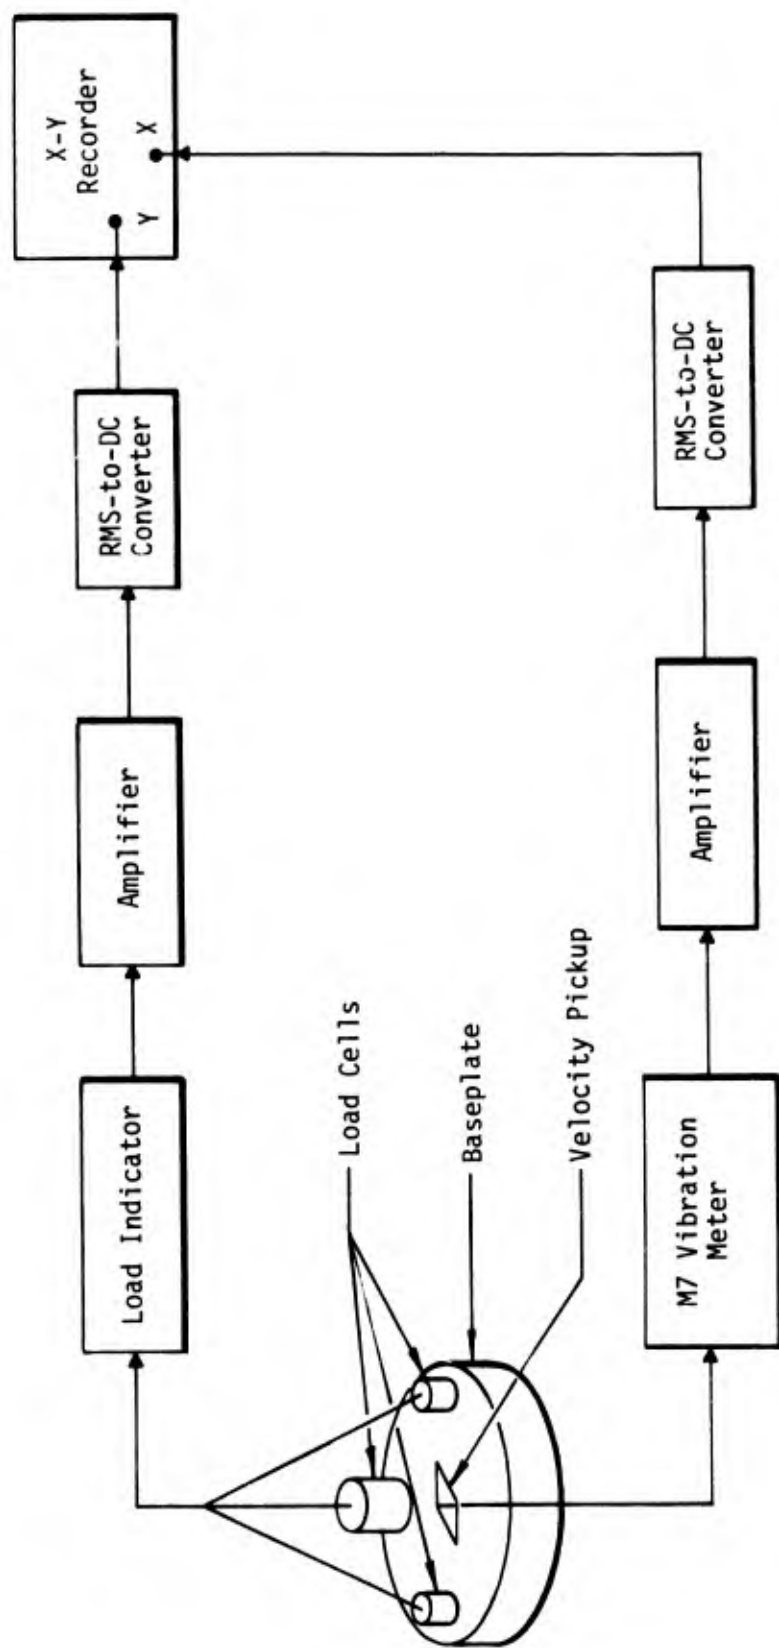 X-Y
Recorder
Y
X
RMS-to-DC
Converter
Amplifier
Load Indicator
Load Cells
Baseplate
Velocity Pickup
M7 Vibration
Meter
Amplifier
RMS-to-DC
Converter